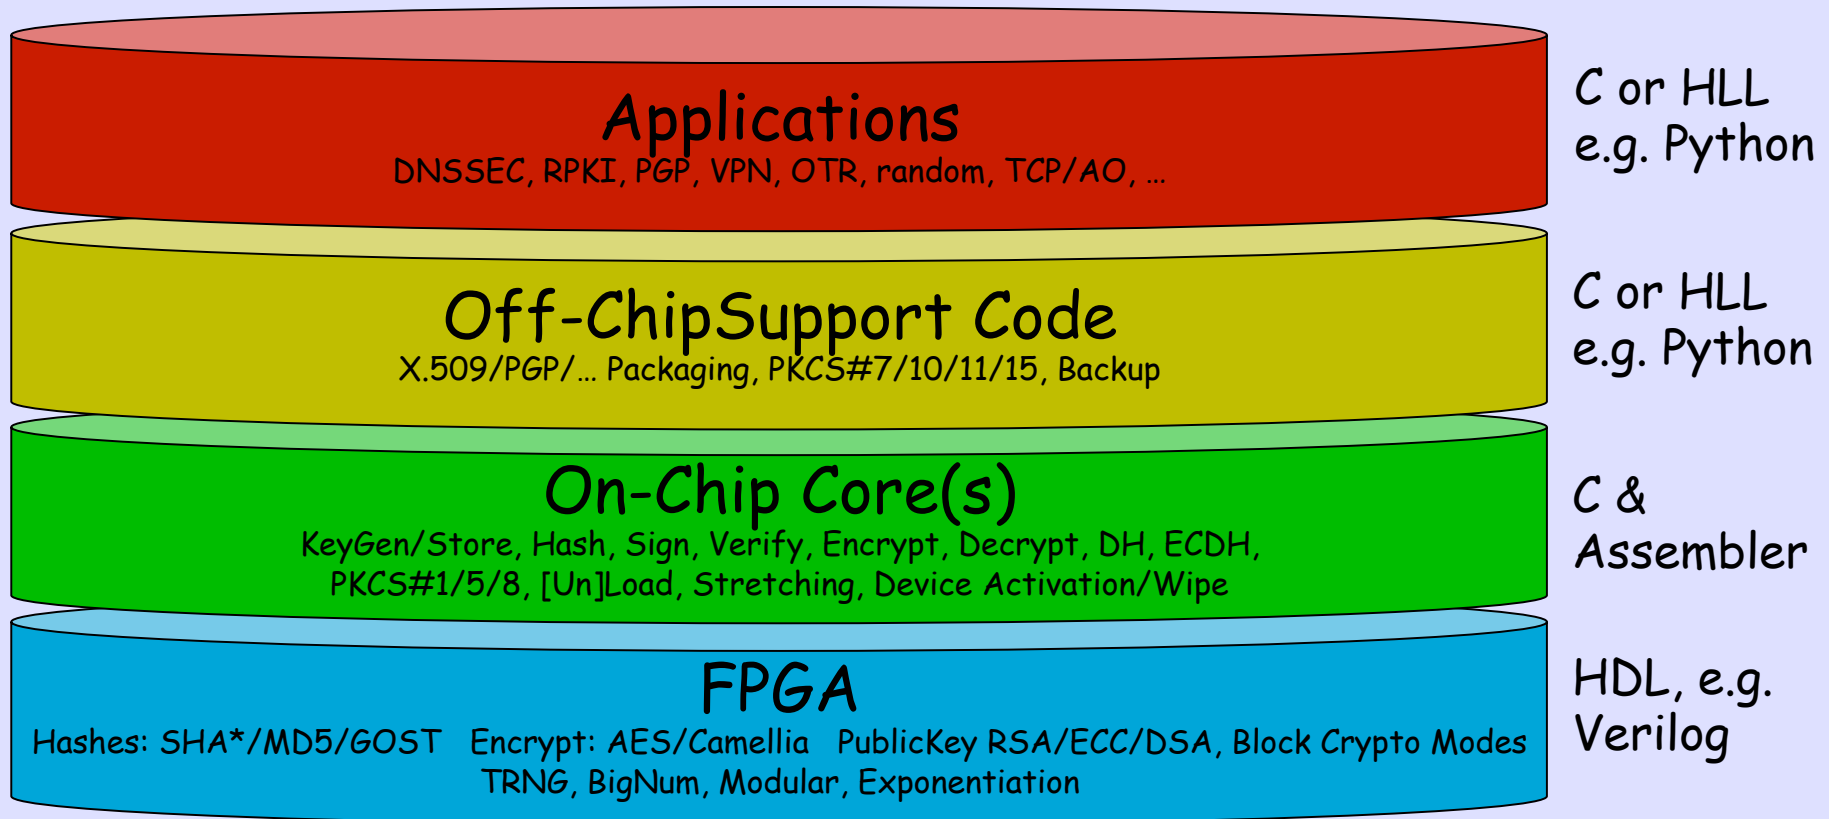 Applications
DNSSEC, RPKI, PGP, VPN, OTR, random, TCP/AO, ...
C or HLL
e.g. Python
Off-ChipSupport Code
X.509/PGP/... Packaging, PKCS#7/10/11/15, Backup
C or HLL
e.g. Python
On-Chip Core(s)
KeyGen/Store, Hash, Sign, Verify, Encrypt, Decrypt, DH, ECDH,
PKCS#1/5/8, [Un]Load, Stretching, Device Activation/Wipe
C &
Assembler
FPGA
Hashes: SHA*/MD5/GOST Encrypt: AES/Camellia PublicKey RSA/ECC/DSA, Block Crypto Modes
TRNG, BigNum, Modular, Exponentiation
HDL, e.g.
Verilog